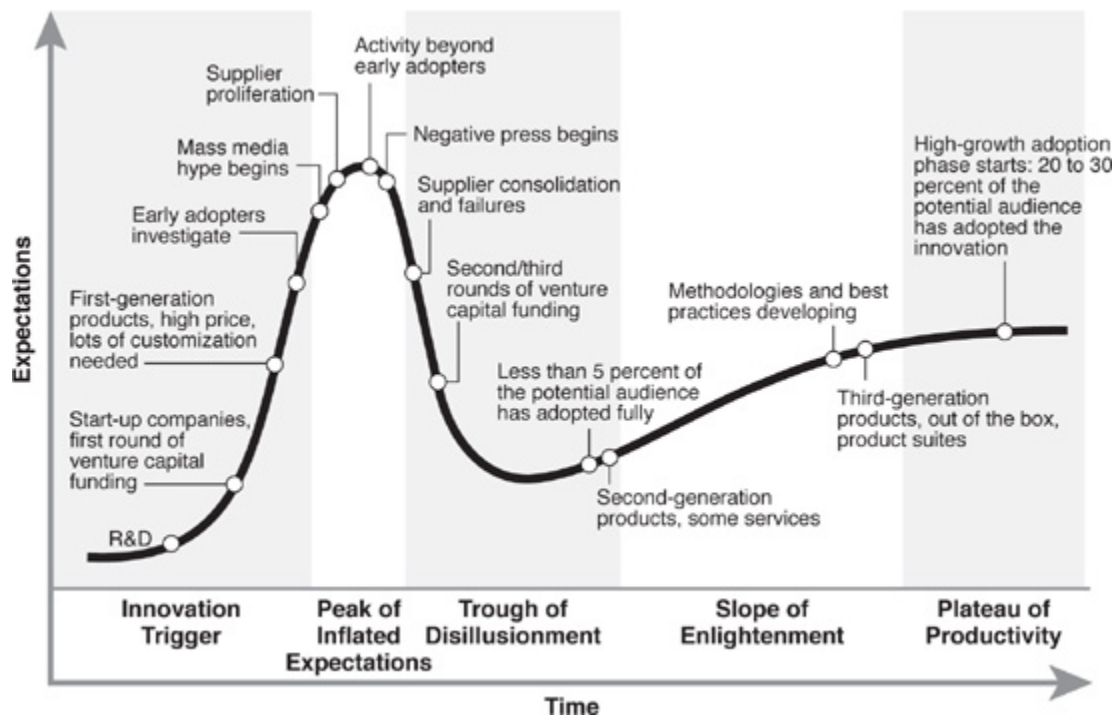 Activity beyond
early adopters
Supplier
proliferation
Negative press begins
Mass media
hype begins
High-growth adoption
phase starts: 20 to 30
percent of the
potential audience
has adopted the
innovation
Supplier consolidation
and failures
Early adopters
investigate
Second/third
rounds of venture
capital funding
Methodologies and best
practices developing
First-generation
products, high price,
lots of customization
needed
Less than 5 percent of
the potential audience
has adopted fully
Third-generation
products, out of the box,
product suites
Start-up companies,
first round of
venture capital
funding
Second-generation
products, some services
R&D
Expectations
Innovation
Trigger
Peak of
Inflated
Expectations
Trough of
Disillusionment
Slope of
Enlightenment
Plateau of
Productivity
Time